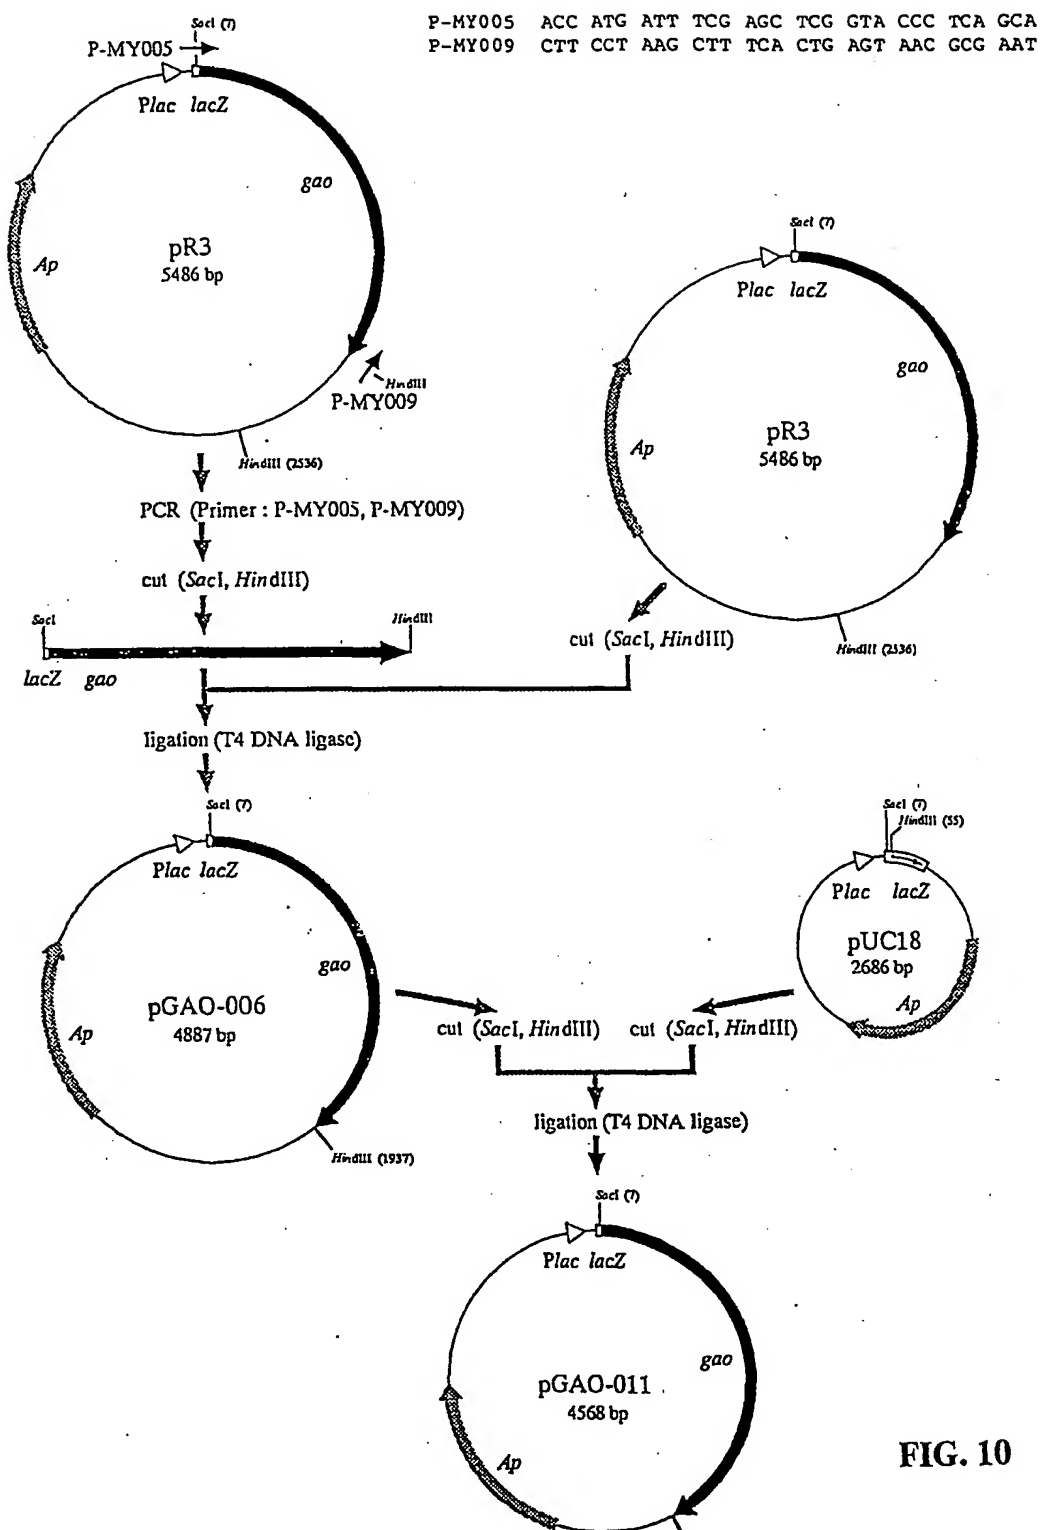 P-MY005 ACC ATG ATT TCG AGC TCG GTA CCC TCA GCA
P-MY009 CTT CCT AAG CTT TCA CTG AGT AAC GCG AAT
SacI (7)
P-MY005
Plac lacZ
gao
pR3
5486 bp
Ap
HindIII
P-MY009
HindIII (2536)
SacI (7)
Plac lacZ
gao
pR3
5486 bp
Ap
HindIII (2536)
PCR (Primer : P-MY005, P-MY009)
cut (SacI, HindIII)
cut (SacI, HindIII)
SacI
HindIII
lacZ gao
ligation (T4 DNA ligase)
SacI (7)
Plac lacZ
gao
pGAO-006
4887 bp
Ap
HindIII (1937)
SacI (7)
HindIII (55)
Plac lacZ
pUC18
2686 bp
Ap
cut (SacI, HindIII) cut (SacI, HindIII)
ligation (T4 DNA ligase)
SacI (7)
Plac lacZ
gao
pGAO-011
4568 bp
Ap
FIG. 10